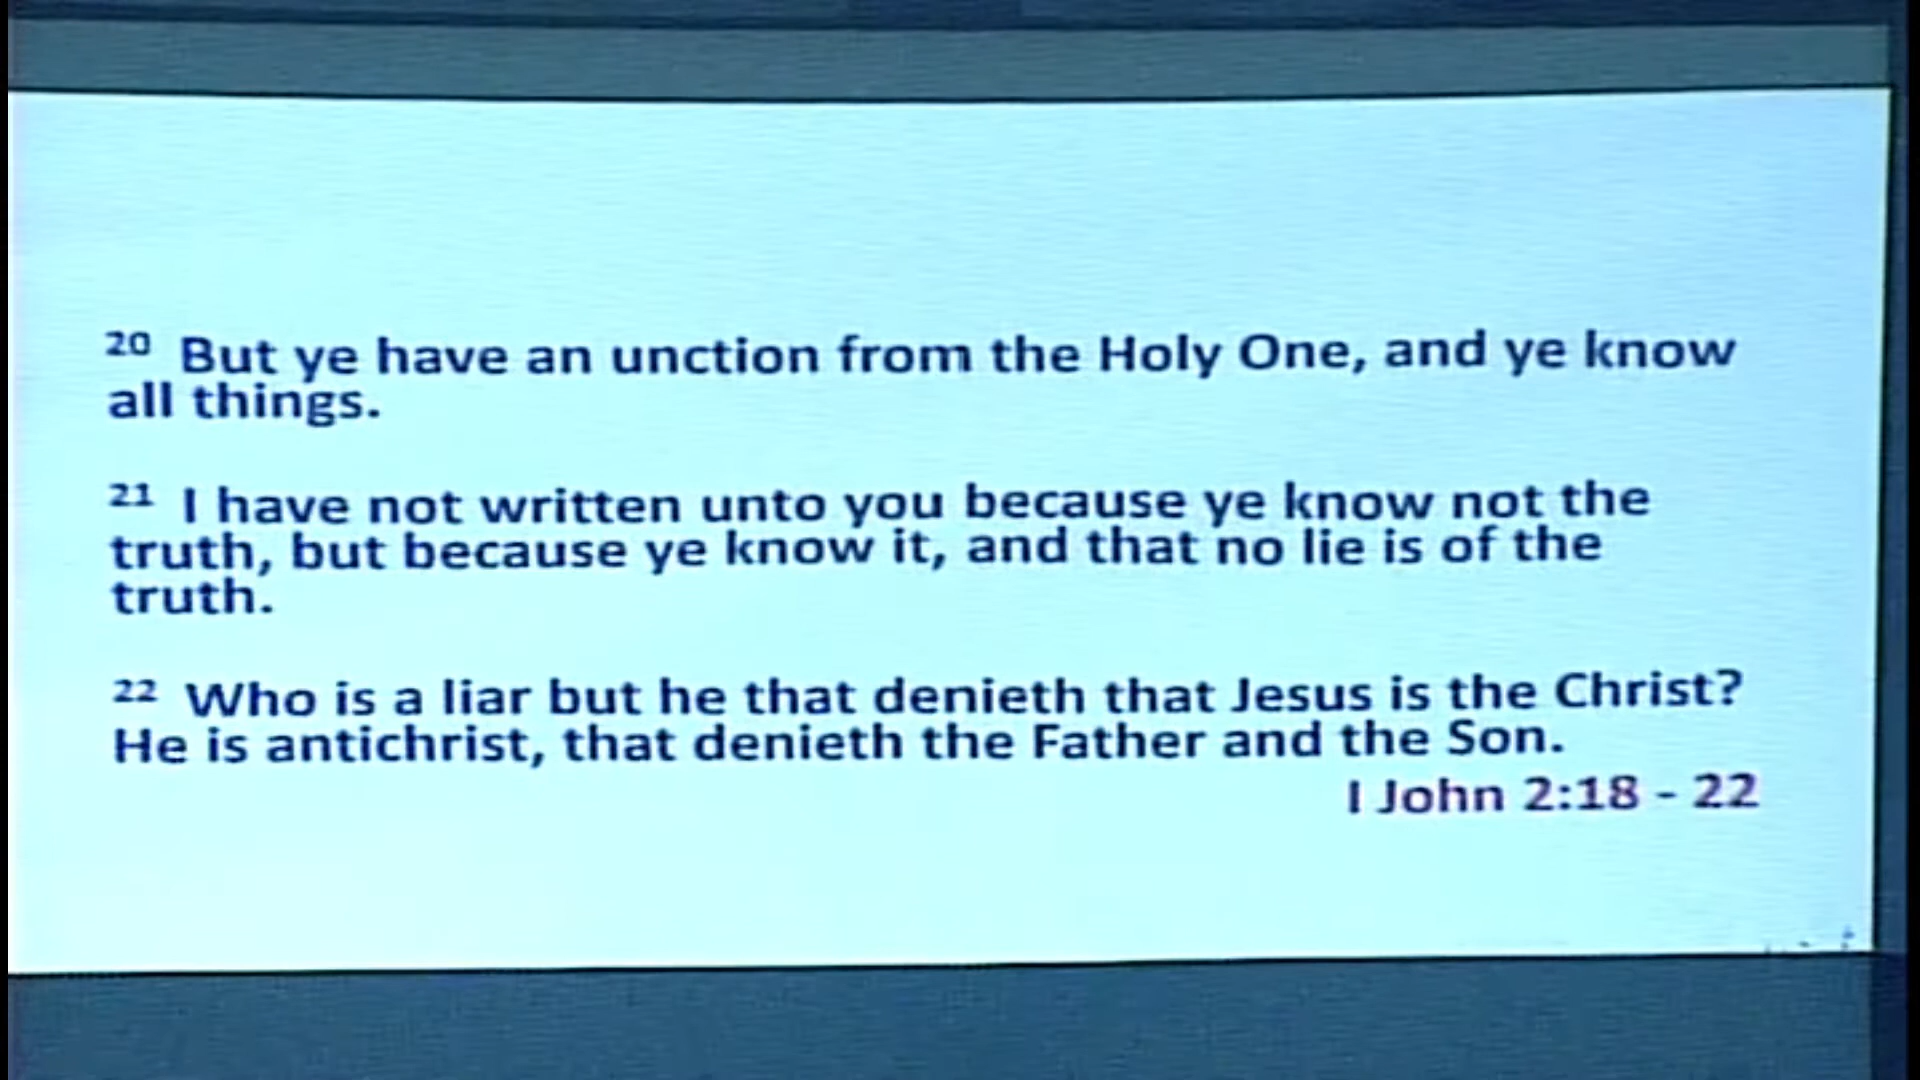 20 But ye have an unction from the Holy One, and ye know
all things.
21 I have not written unto you because ye know not the
truth, but because ye know it, and that no lie is of the
truth.
22 Who is a liar but he that denieth that Jesus is the Christ?
He is antichrist, that denieth the Father and the Son.
I John 2:18 - 22